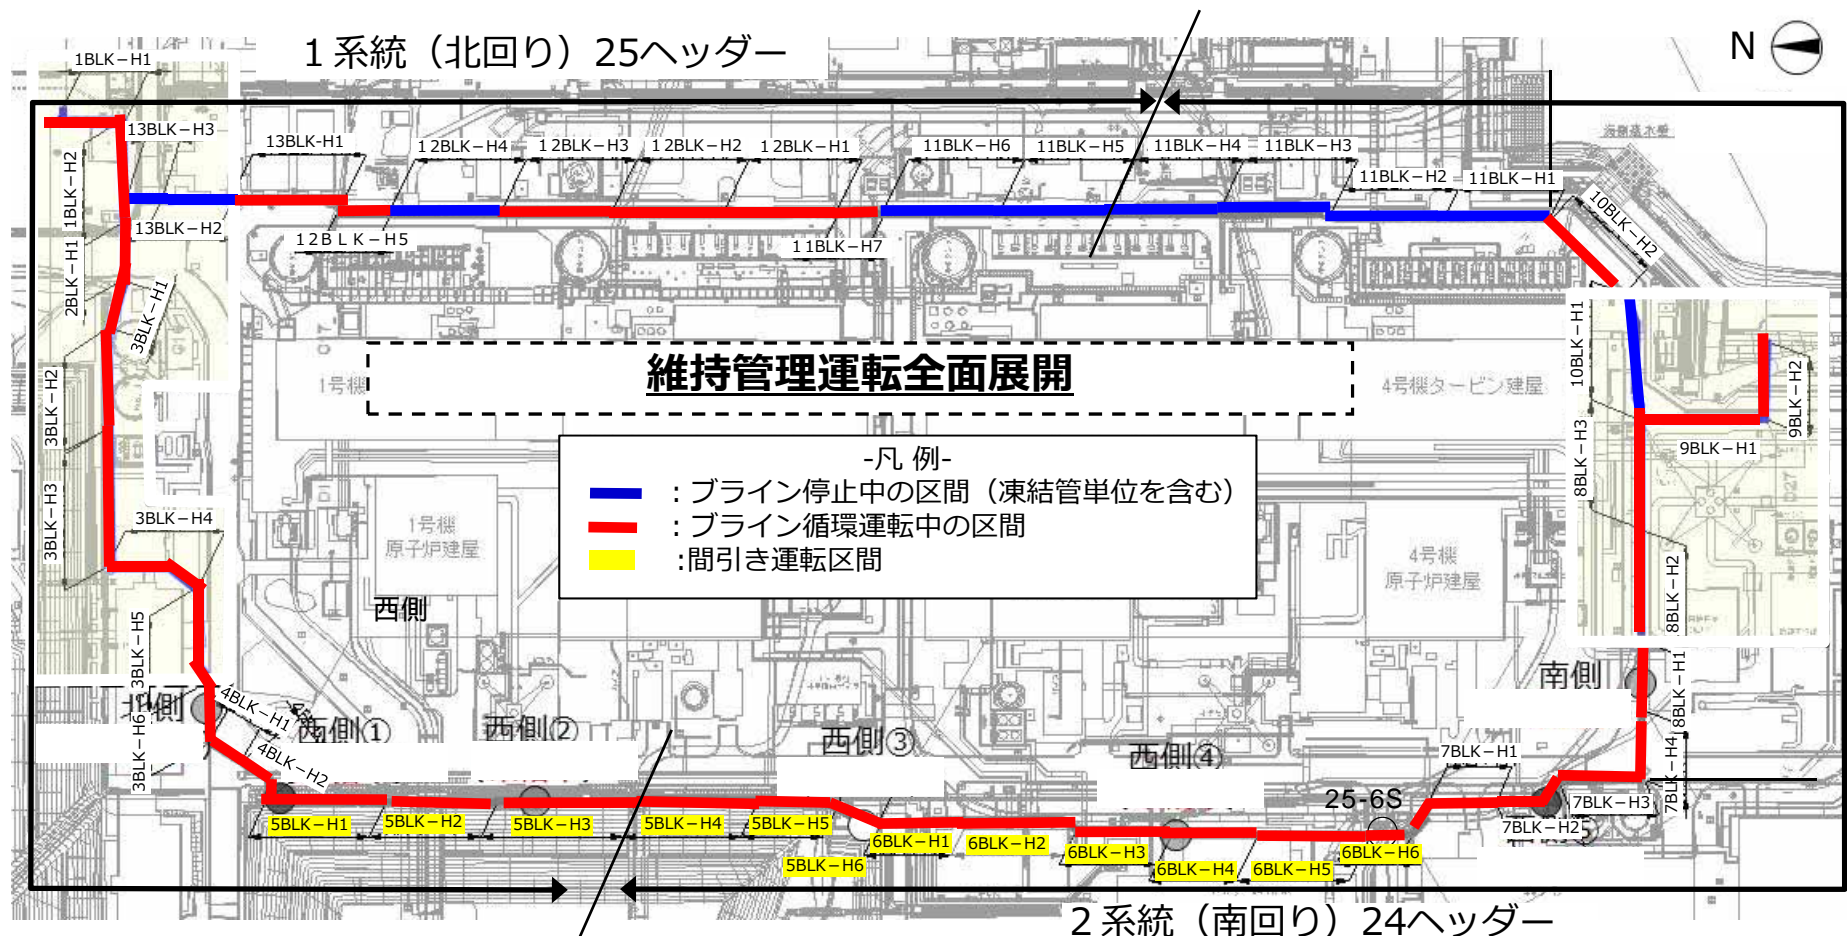 1系統（北回り）25ヘッダー
N
1BLK－H1
13BLK－H3
13BLK-H1
12BLK－H4
12BLK－H3
12BLK－H2
12BLK－H1
11BLK－H6
11BLK－H5
11BLK－H4
11BLK－H3
11BLK－H2
11BLK－H1
10BLK－H2
海側遮水壁
1BLK－H2
13BLK－H2
12BLK－H5
11BLK－H7
2BLK－H1
3BLK－H1
10BLK－H1
維持管理運転全面展開
1号機
4号機タービン建屋
3BLK－H2
9BLK－H2
9BLK－H1
8BLK－H3
-凡 例-
：ブライン停止中の区間（凍結管単位を含む）
：ブライン循環運転中の区間
:間引き運転区間
3BLK－H3
3BLK－H4
1号機
原子炉建屋
4号機
原子炉建屋
西側
3BLK－H5
8BLK－H2
8BLK－H1
北側
4BLK－H1
西側①
西側②
西側③
西側④
南側
3BLK－H6
4BLK－H2
7BLK－H1
7BLK－H4
25-6S
7BLK－H3
7BLK－H2
5BLK－H1
5BLK－H2
5BLK－H3
5BLK－H4
5BLK－H5
5BLK－H6
6BLK－H1
6BLK－H2
6BLK－H3
6BLK－H4
6BLK－H5
6BLK－H6
2系統（南回り）24ヘッダー